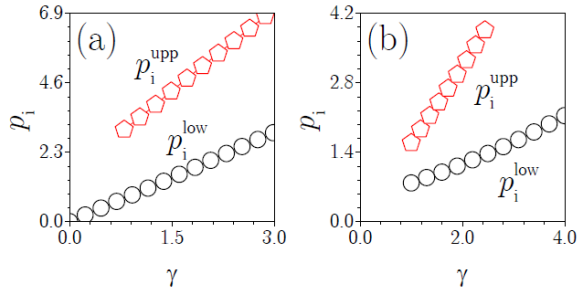 6.9
(a)
p_i^upp
4.6
p_i
p_i^low
2.3
0.0
0.0 1.5 3.0
γ
4.2
(b)
2.8
p_i^upp
p_i
1.4
p_i^low
0.0
0.0 2.0 4.0
γ